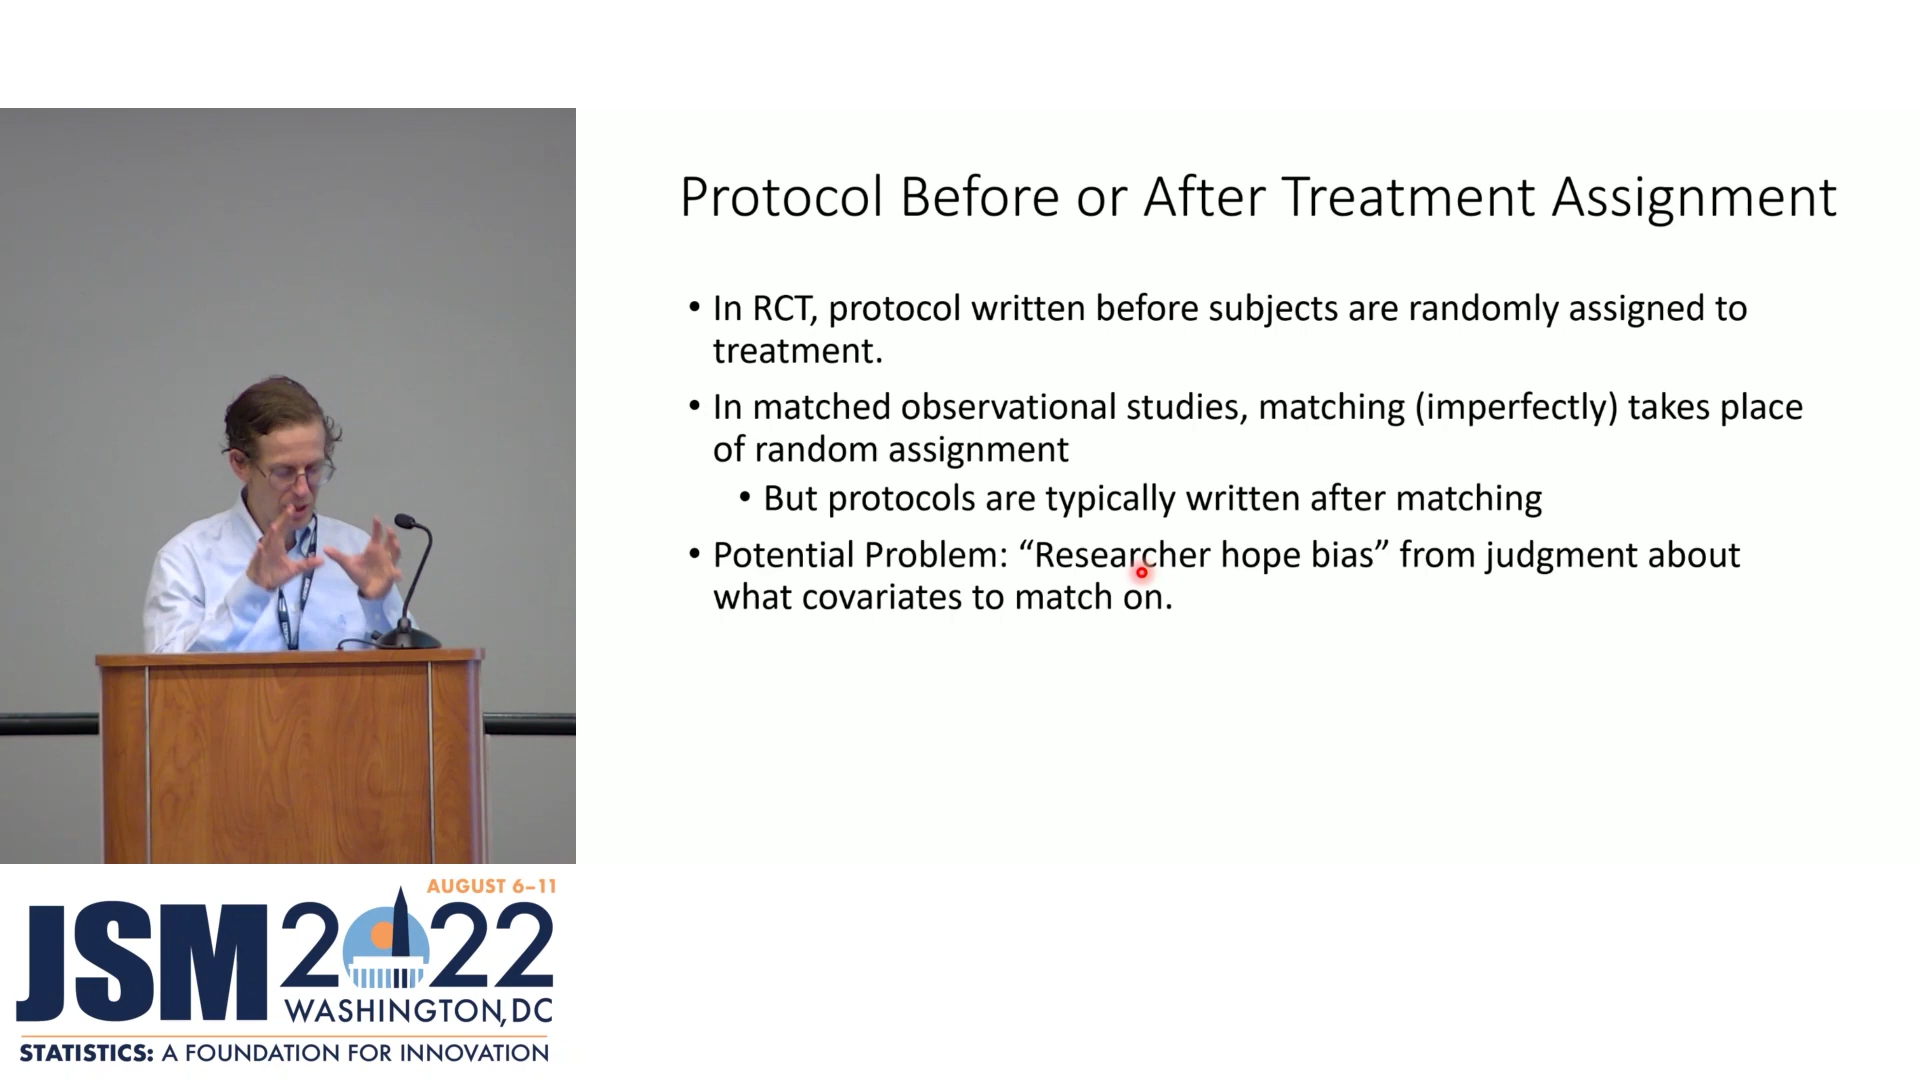 Protocol Before or After Treatment Assignment
• In RCT, protocol written before subjects are randomly assigned to
treatment.
• In matched observational studies, matching (imperfectly) takes place
of random assignment
• But protocols are typically written after matching
• Potential Problem: “Researcher hope bias” from judgment about
what covariates to match on.
AUGUST 6–11
JSM 2022
WASHINGTON, DC
STATISTICS: A FOUNDATION FOR INNOVATION